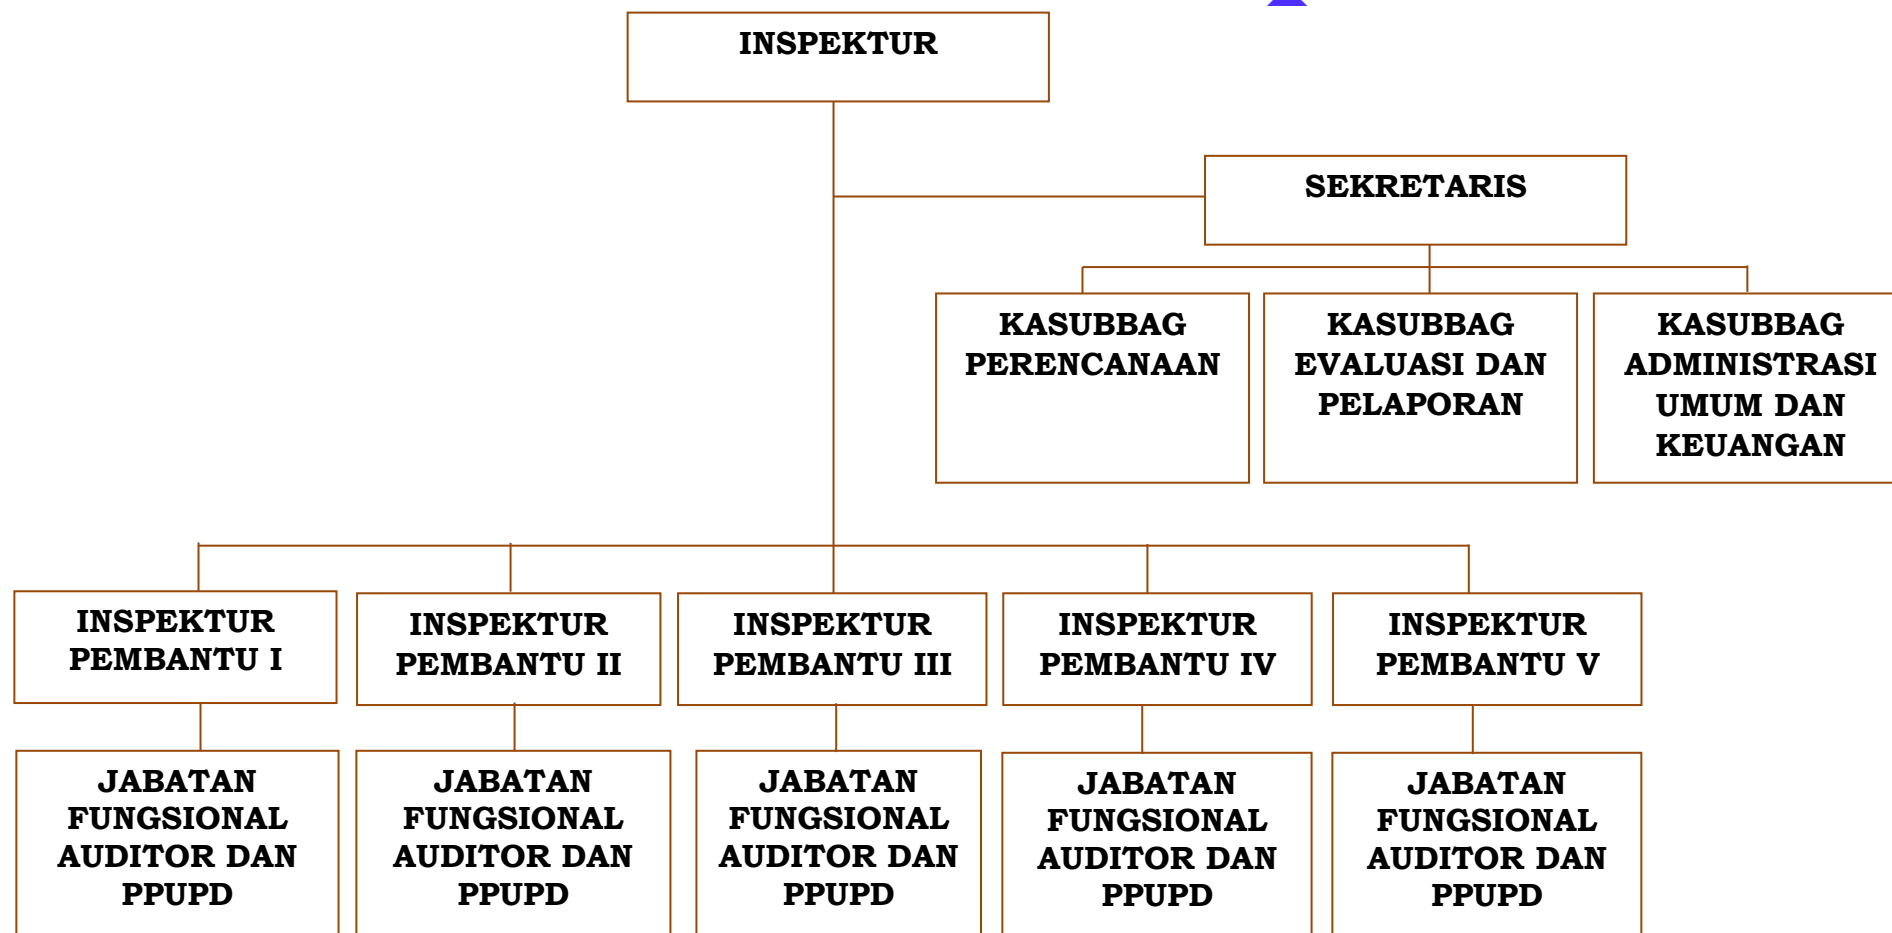 INSPEKTUR
SEKRETARIS
KASUBBAG
PERENCANAAN
KASUBBAG
EVALUASI DAN
PELAPORAN
KASUBBAG
ADMINISTRASI
UMUM DAN
KEUANGAN
INSPEKTUR
PEMBANTU I
INSPEKTUR
PEMBANTU II
INSPEKTUR
PEMBANTU III
INSPEKTUR
PEMBANTU IV
INSPEKTUR
PEMBANTU V
JABATAN
FUNGSIONAL
AUDITOR DAN
PPUPD
JABATAN
FUNGSIONAL
AUDITOR DAN
PPUPD
JABATAN
FUNGSIONAL
AUDITOR DAN
PPUPD
JABATAN
FUNGSIONAL
AUDITOR DAN
PPUPD
JABATAN
FUNGSIONAL
AUDITOR DAN
PPUPD